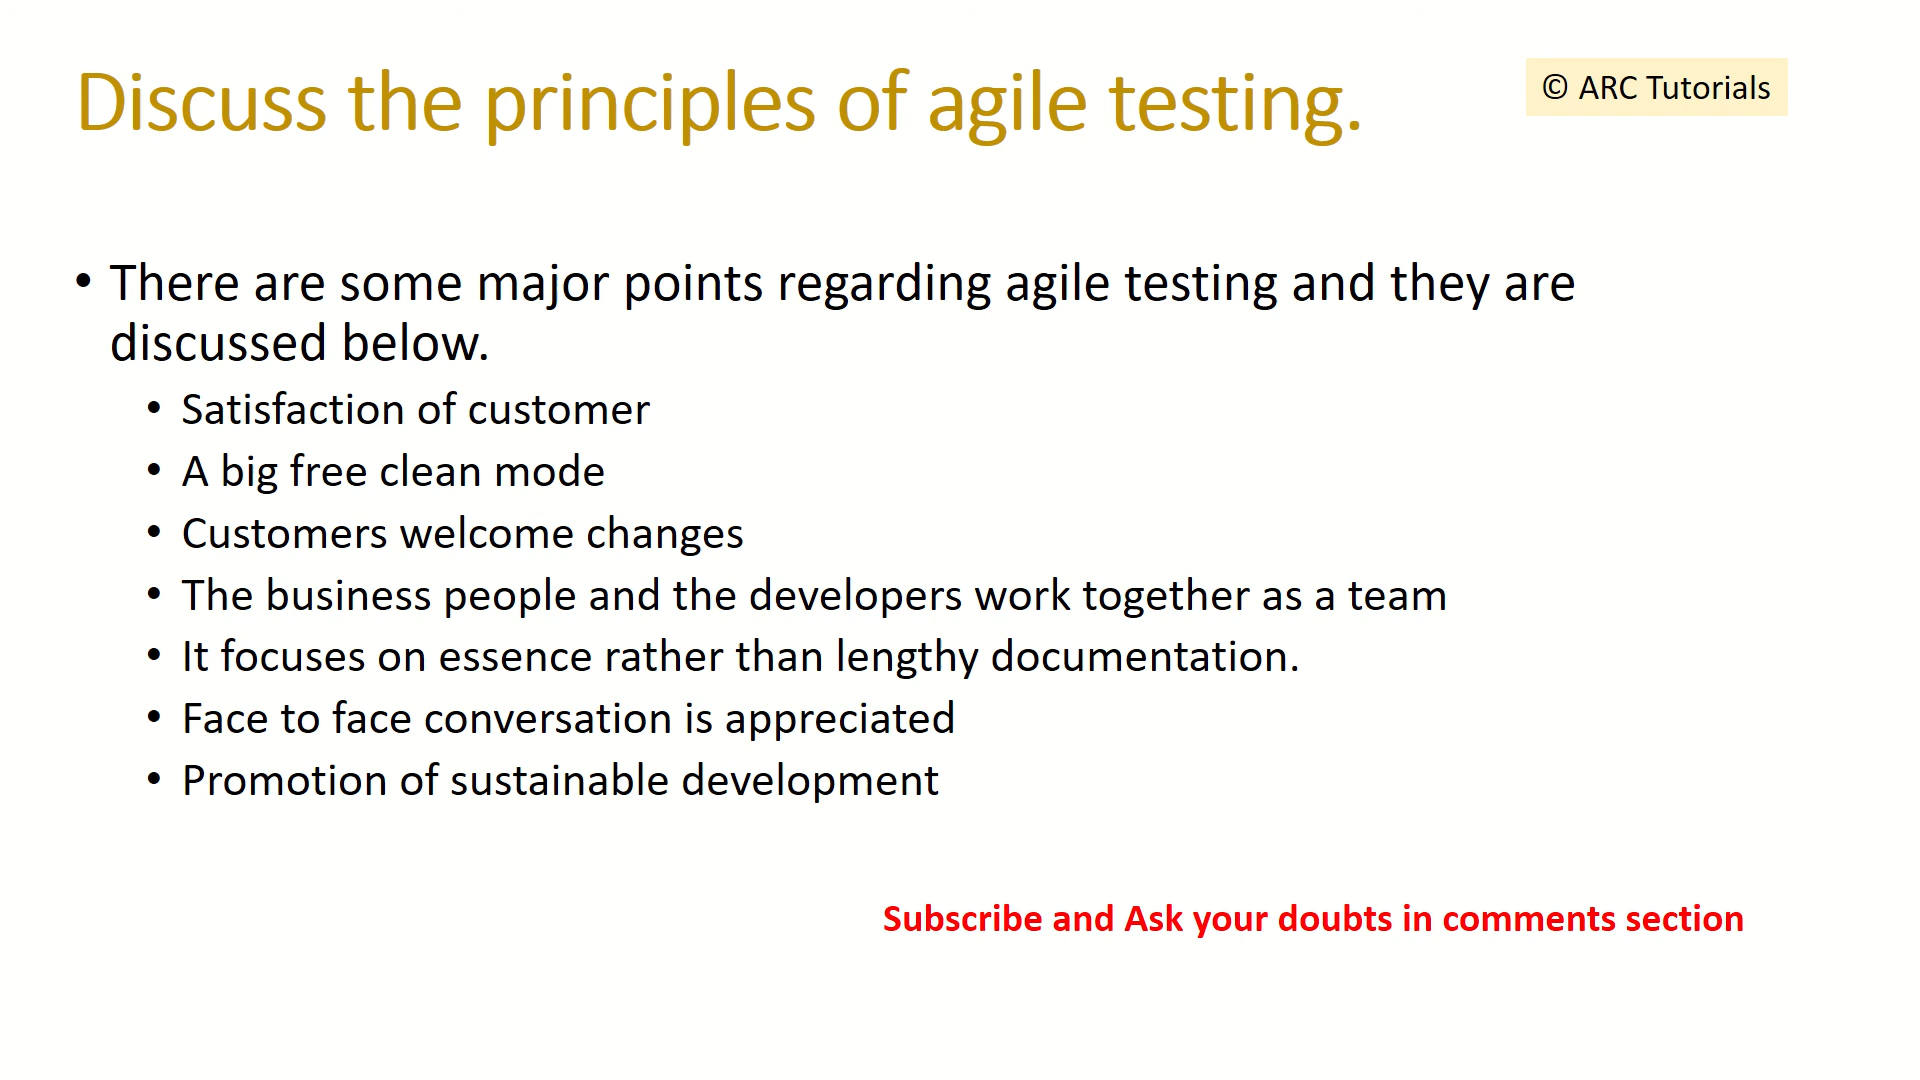 Discuss the principles of agile testing.
© ARC Tutorials
• There are some major points regarding agile testing and they are
discussed below.
• Satisfaction of customer
• A big free clean mode
• Customers welcome changes
• The business people and the developers work together as a team
• It focuses on essence rather than lengthy documentation.
• Face to face conversation is appreciated
• Promotion of sustainable development
Subscribe and Ask your doubts in comments section